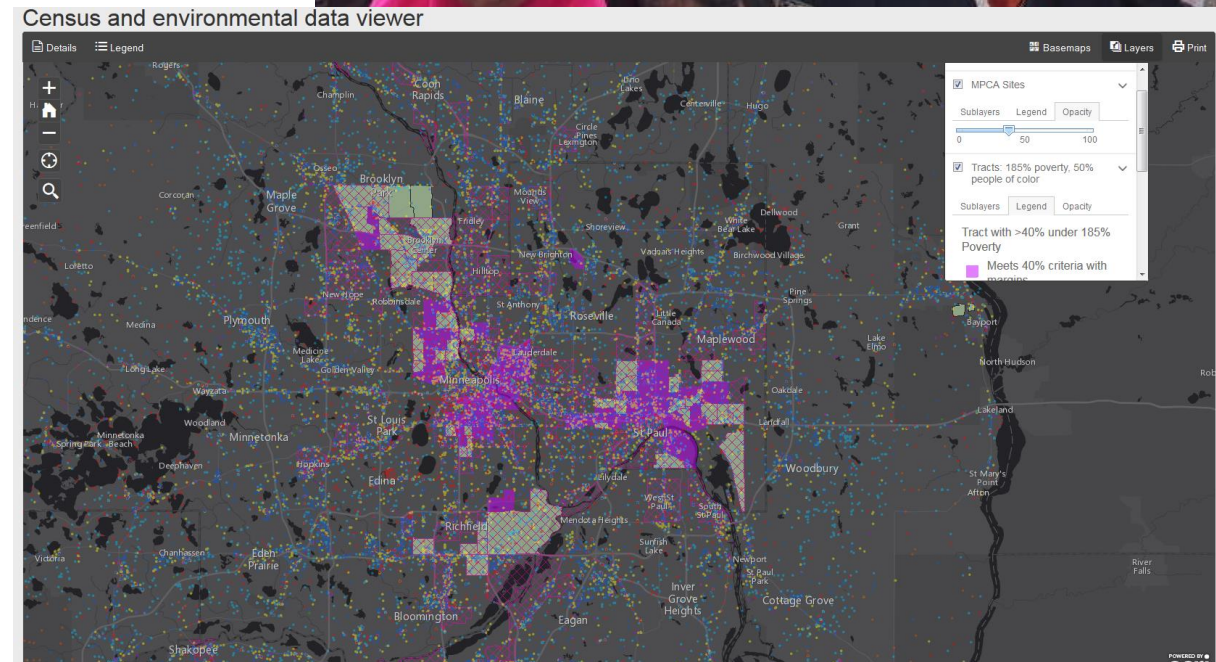 Census and environmental data viewer
Details Legend Basemaps Layers Print
MPCA Sites
Sublayers Legend Opacity
0 50 100
Tracts: 185% poverty, 50%
people of color
Sublayers Legend Opacity
Tract with >40% under 185%
Poverty
Meets 40% criteria with
margins
Rogers
Champlin
Coon
Rapids
Blaine
Lino
Lakes
Centerville
Hugo
Circle
Pines
Lexington
Osseo
Brooklyn
Park
Corcoran
Maple
Grove
Mounds
View
Fridley
Shoreview
White
Bear Lake
Dellwood
Grant
Greenfield
Brooklyn
Center
New Brighton
Vadnais Heights
Birchwood Village
Loretto
Hilltop
New Hope
Robbinsdale
St Anthony
Roseville
Little
Canada
Pine
Springs
Medina
Plymouth
Maplewood
Lake
Elmo
Bayport
North Hudson
Medicine
Lake
Long Lake
Golden Valley
Lauderdale
Wayzata
Minneapolis
Oakdale
Lakeland
Woodland
St Louis
Park
St Paul
Landfall
Minnetonka
Beach
Spring Park
Minnetonka
Deephaven
Hopkins
Edina
Lilydale
Woodbury
St Mary's
Point
Afton
West St
Paul
South
St Paul
Richfield
Mendota Heights
Sunfish
Lake
Victoria
Chanhassen
Eden
Prairie
Newport
St Paul
Park
River
Falls
Inver
Grove
Heights
Cottage Grove
Bloomington
Eagan
Shakopee
POWERED BY